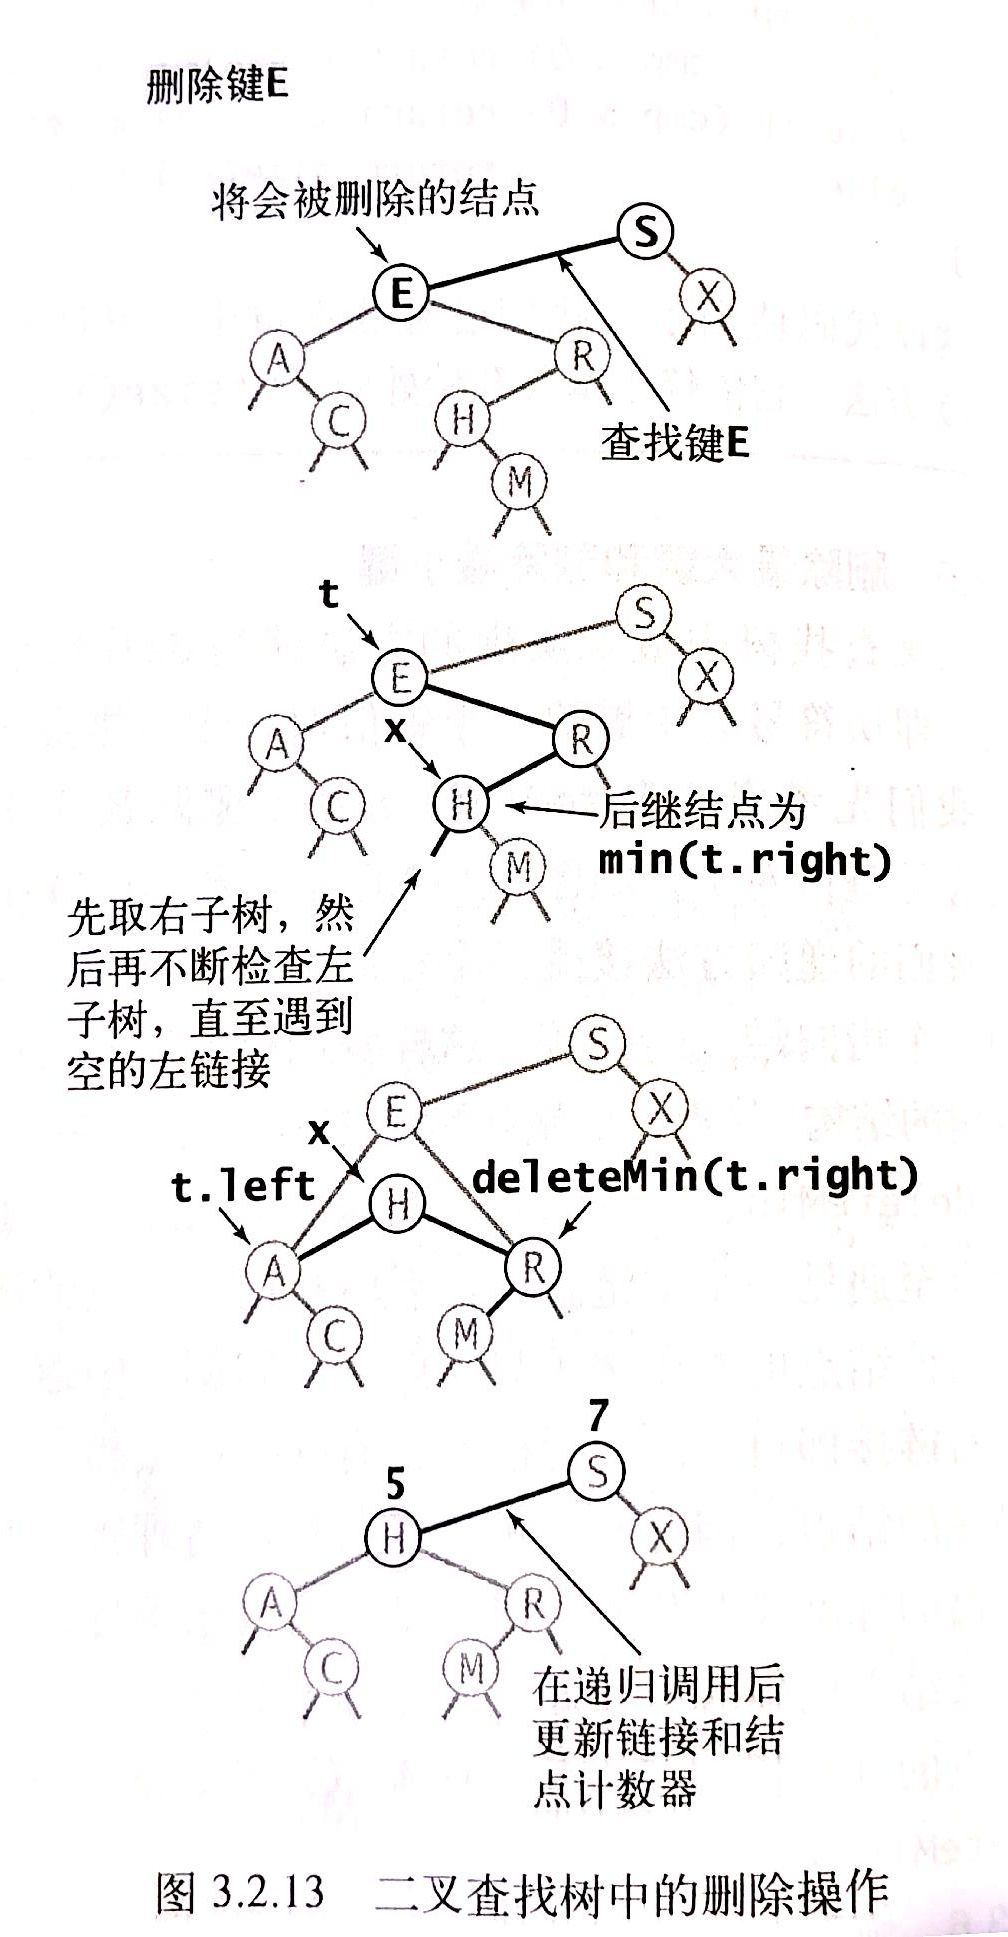 删除键E
将会被删除的结点
S
E
X
A
R
C
H
查找键E
M
t
S
E
X
x
A
R
C
H
后继结点为
M
min(t.right)
先取右子树，然
后再不断检查左
子树，直至遇到
空的左链接
S
E
X
x
t.left
H
deleteMin(t.right)
A
R
C
M
7
5
S
H
X
A
R
C
M
在递归调用后
更新链接和结
点计数器
图 3.2.13 二叉查找树中的删除操作